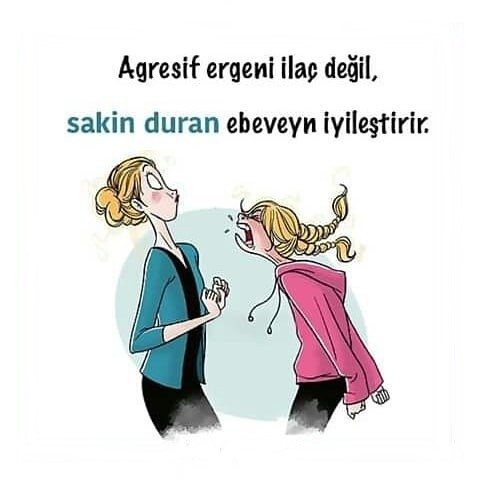 Agresif ergeni ilaç değil,
sakin duran ebeveyn iyileştirir.